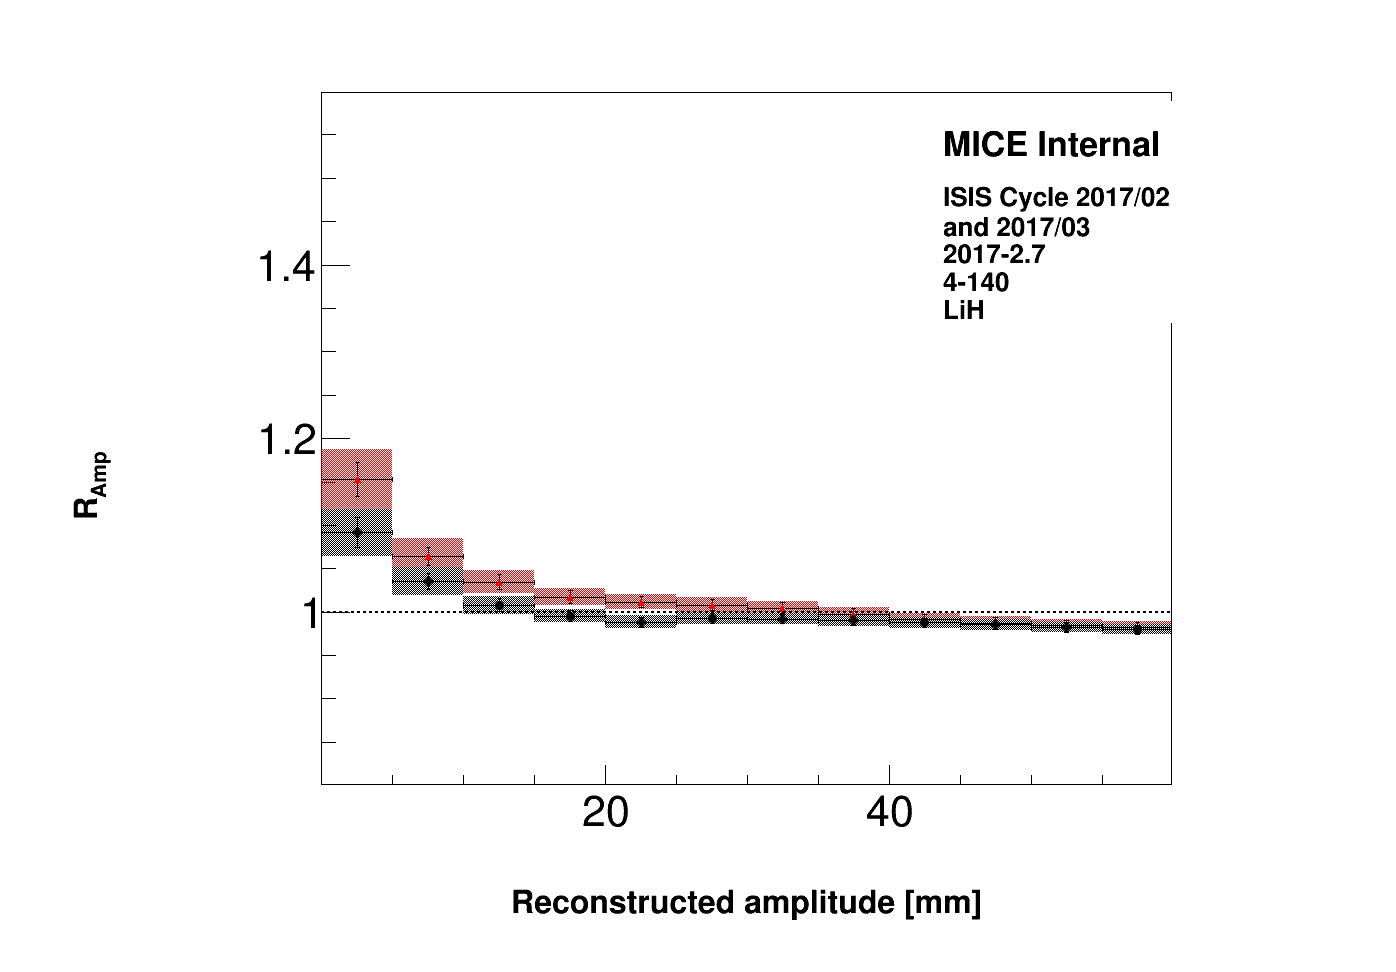 MICE Internal
ISIS Cycle 2017/02
and 2017/03
2017-2.7
4-140
LiH
1.4
1.2
1
R_Amp
20
40
Reconstructed amplitude [mm]